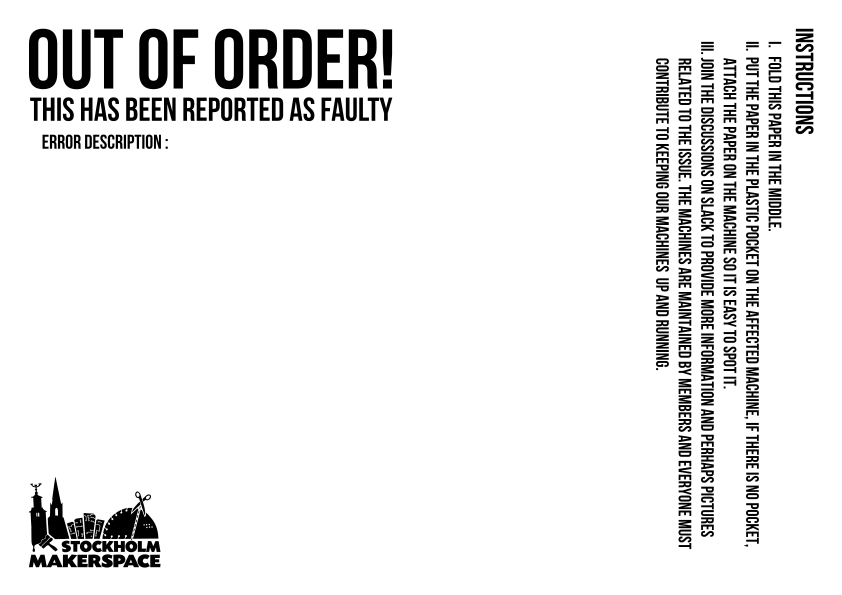 OUT OF ORDER!
THIS HAS BEEN REPORTED AS FAULTY
ERROR DESCRIPTION :
STOCKHOLM
MAKERSPACE
INSTRUCTIONS
I. FOLD THIS PAPER IN THE MIDDLE.
II. PUT THE PAPER IN THE PLASTIC POCKET ON THE AFFECTED MACHINE, IF THERE IS NO POCKET,
ATTACH THE PAPER ON THE MACHINE SO IT IS EASY TO SPOT IT.
III. JOIN THE DISCUSSIONS ON SLACK TO PROVIDE MORE INFORMATION AND PERHAPS PICTURES
RELATED TO THE ISSUE. THE MACHINES ARE MAINTAINED BY MEMBERS AND EVERYONE MUST
CONTRIBUTE TO KEEPING OUR MACHINES UP AND RUNNING.